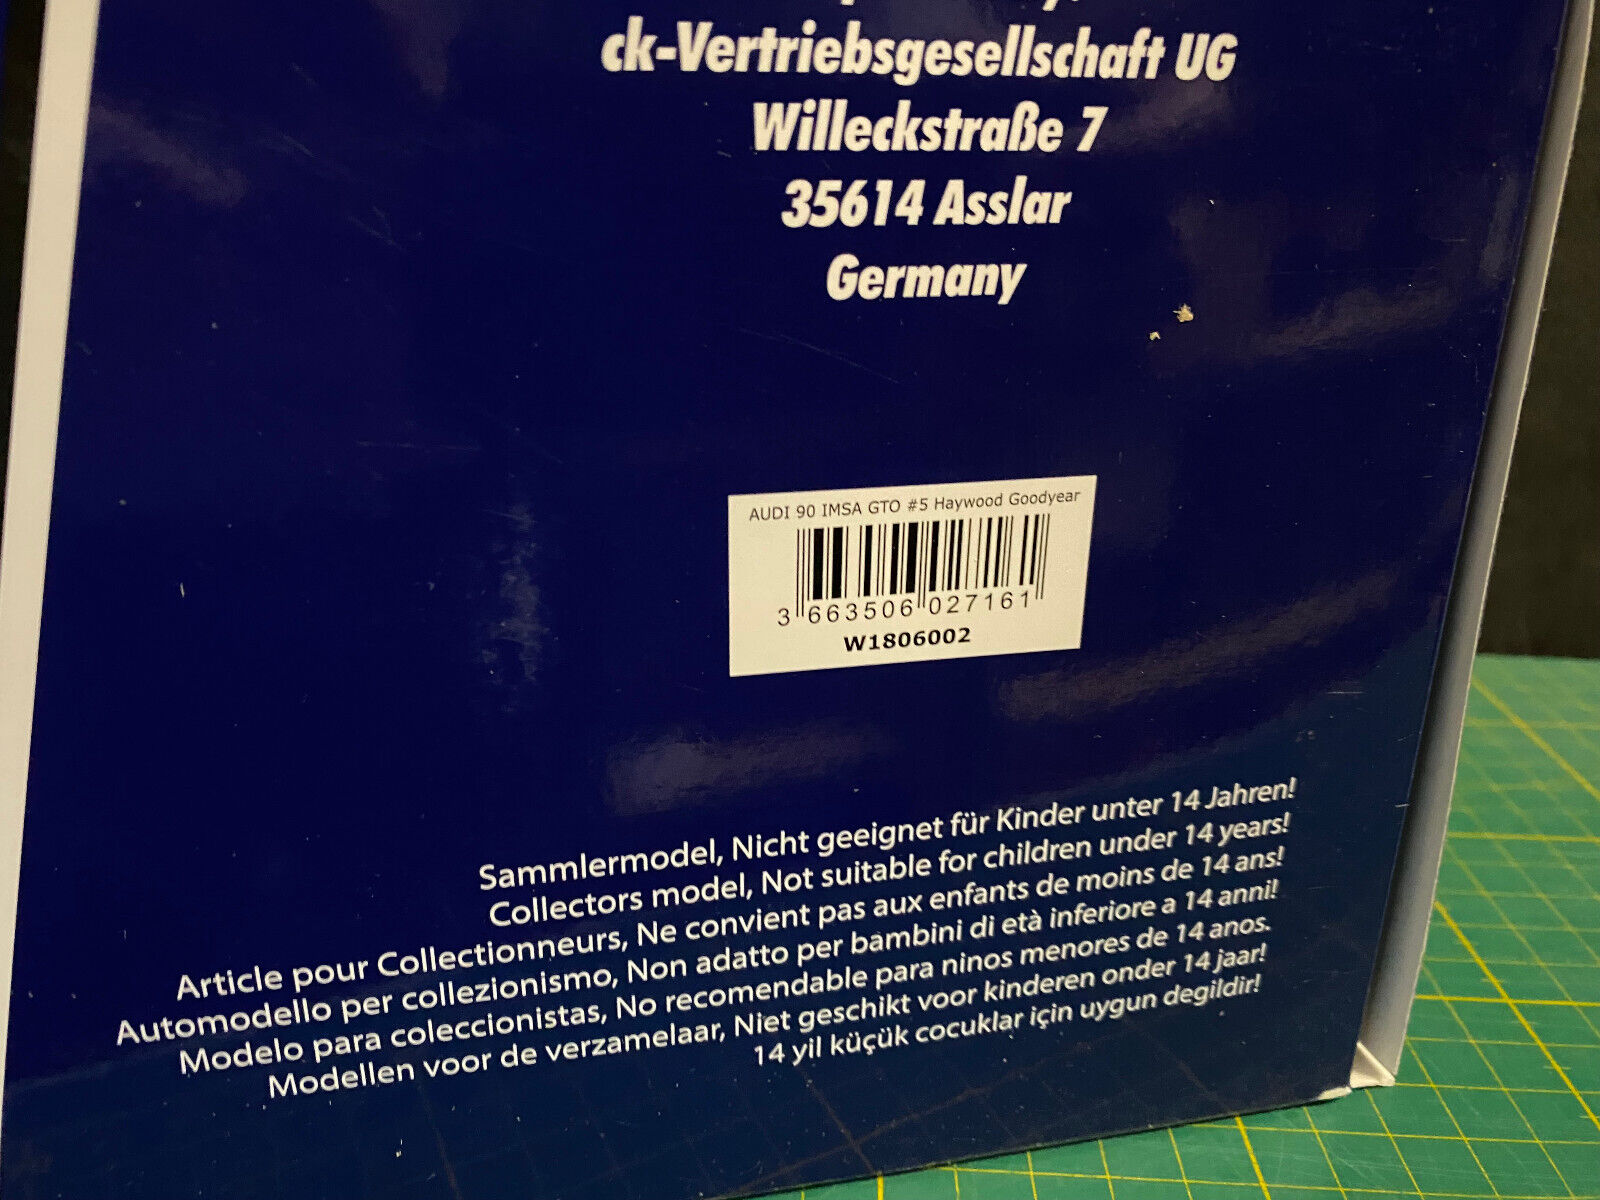 ck-Vertriebsgesellschaft UG
Willeckstraße 7
35614 Asslar
Germany
AUDI 90 IMSA GTO #5 Haywood Goodyear
3 663506 027161
W1806002
Sammlermodel, Nicht geeignet für Kinder unter 14 Jahren!
Collectors model, Not suitable for children under 14 years!
Article pour Collectionneurs, Ne convient pas aux enfants de moins de 14 ans!
Automodello per collezionismo, Non adatto per bambini di età inferiore a 14 anni!
Modelo para coleccionistas, No recomendable para ninos menores de 14 anos.
Modellen voor de verzamelaar, Niet geschikt voor kinderen onder 14 jaar!
14 yil küçük cocuklar için uygun degildir!